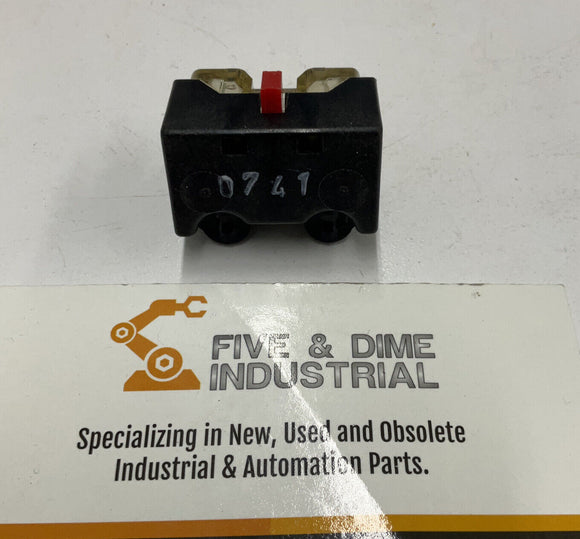 0741
FIVE & DIME
INDUSTRIAL
Specializing in New, Used and Obsolete
Industrial & Automation Parts.